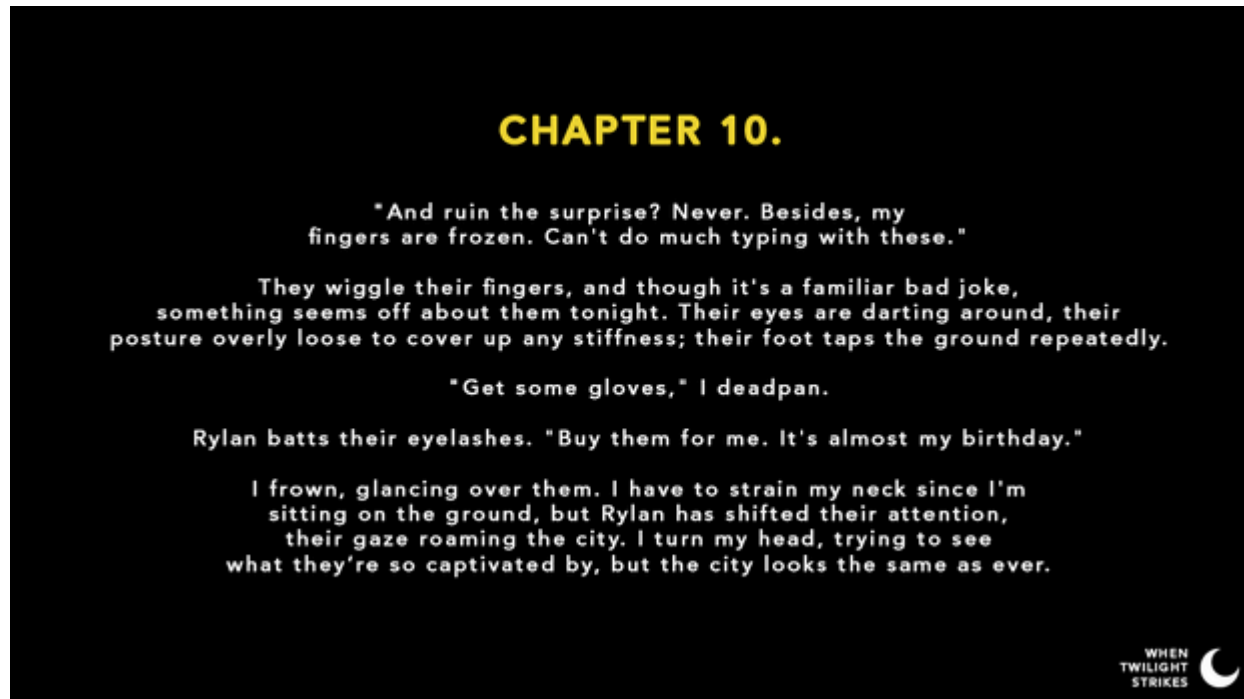 CHAPTER 10.
"And ruin the surprise? Never. Besides, my
fingers are frozen. Can't do much typing with these."
They wiggle their fingers, and though it's a familiar bad joke,
something seems off about them tonight. Their eyes are darting around, their
posture overly loose to cover up any stiffness; their foot taps the ground repeatedly.
"Get some gloves," I deadpan.
Rylan batts their eyelashes. "Buy them for me. It's almost my birthday."
I frown, glancing over them. I have to strain my neck since I'm
sitting on the ground, but Rylan has shifted their attention,
their gaze roaming the city. I turn my head, trying to see
what they’re so captivated by, but the city looks the same as ever.
WHEN
TWILIGHT
STRIKES